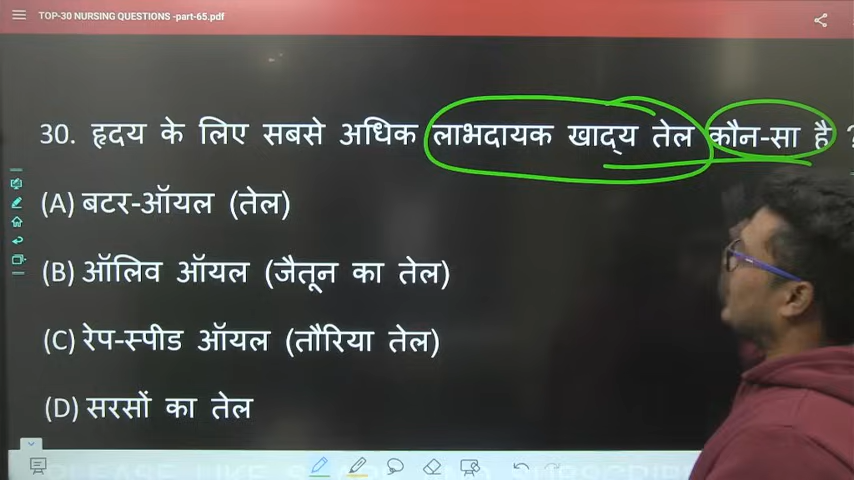 TOP-30 NURSING QUESTIONS -part-65.pdf
30. हृदय के लिए सबसे अधिक लाभदायक खाद्य तेल कौन-सा है ?
(A) बटर-ऑयल (तेल)
(B) ऑलिव ऑयल (जैतून का तेल)
(C) रेप-स्पीड ऑयल (तौरिया तेल)
(D) सरसों का तेल